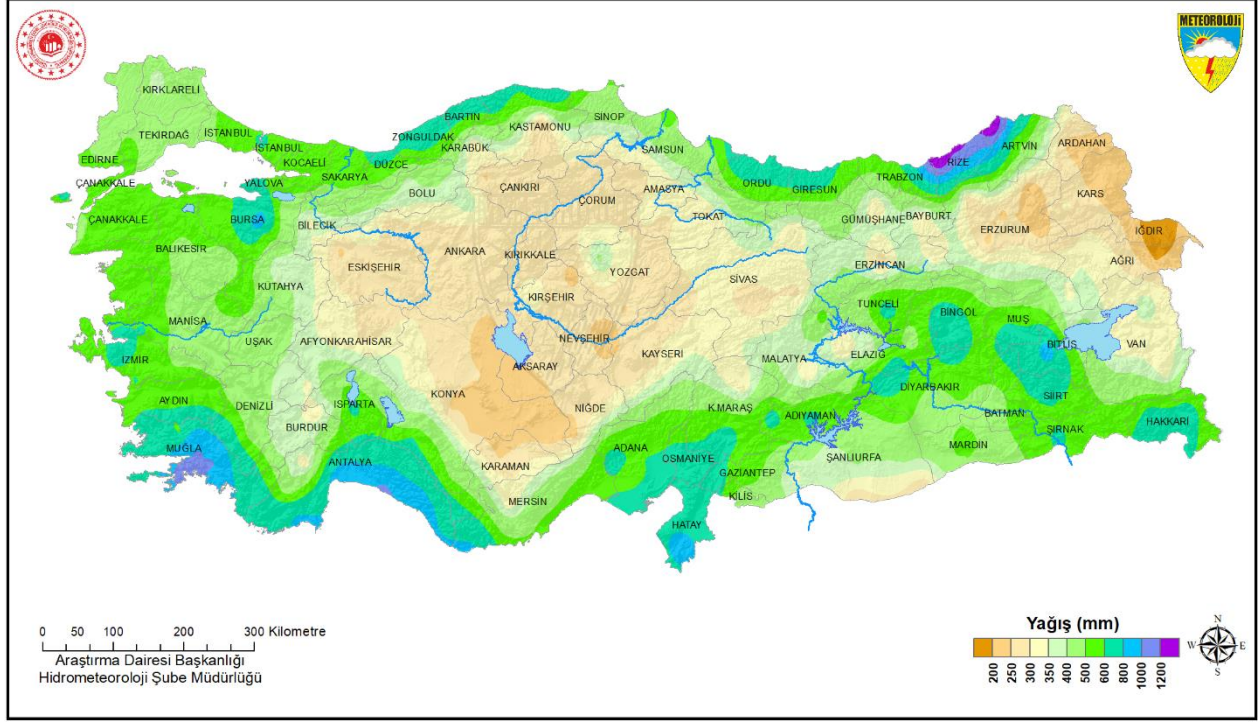 METEOROLOJİ
KIRKLARELİ
TEKİRDAĞ
İSTANBUL
EDİRNE
İSTANBUL
KOCAELİ
ÇANAKKALE
YALOVA
SAKARYA
DÜZCE
ZONGULDAK
BARTIN
KARABÜK
KASTAMONU
SİNOP
SAMSUN
ORDU
GİRESUN
TRABZON
RİZE
ARTVİN
ARDAHAN
KARS
ÇANAKKALE
BURSA
BİLECİK
BOLU
ÇANKIRI
ÇORUM
AMASYA
TOKAT
GÜMÜŞHANE
BAYBURT
ERZURUM
IĞDIR
BALIKESİR
KÜTAHYA
ESKİŞEHİR
ANKARA
KIRIKKALE
YOZGAT
SİVAS
ERZİNCAN
AĞRI
MANİSA
UŞAK
AFYONKARAHİSAR
KIRŞEHİR
NEVŞEHİR
KAYSERİ
MALATYA
ELAZIĞ
TUNCELİ
BİNGÖL
MUŞ
BİTLİS
VAN
İZMİR
AYDIN
DENİZLİ
BURDUR
ISPARTA
KONYA
AKSARAY
NİĞDE
K.MARAŞ
ADIYAMAN
DİYARBAKIR
BATMAN
SİİRT
ŞIRNAK
HAKKARİ
MUĞLA
ANTALYA
KARAMAN
MERSİN
ADANA
OSMANİYE
GAZİANTEP
KİLİS
ŞANLIURFA
MARDİN
HATAY
0 50 100 200 300 Kilometre
Araştırma Dairesi Başkanlığı
Hidrometeoroloji Şube Müdürlüğü
Yağış (mm)
200 250 300 350 400 500 600 800 1000 1200
N
W E
S